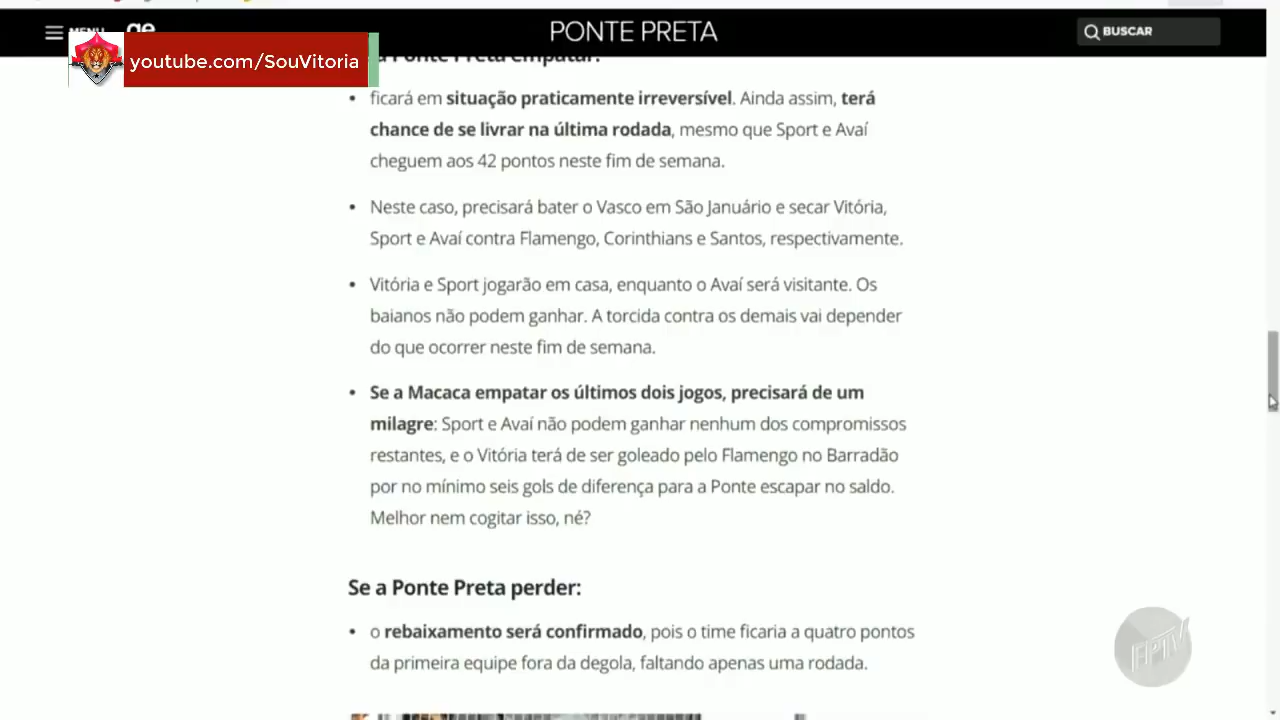 MENU
ge
PONTE PRETA
BUSCAR
youtube.com/SouVitoria
a Ponte Preta empatar:
• ficará em situação praticamente irreversível. Ainda assim, terá
chance de se livrar na última rodada, mesmo que Sport e Avaí
cheguem aos 42 pontos neste fim de semana.
• Neste caso, precisará bater o Vasco em São Januário e secar Vitória,
Sport e Avaí contra Flamengo, Corinthians e Santos, respectivamente.
• Vitória e Sport jogarão em casa, enquanto o Avaí será visitante. Os
baianos não podem ganhar. A torcida contra os demais vai depender
do que ocorrer neste fim de semana.
• Se a Macaca empatar os últimos dois jogos, precisará de um
milagre: Sport e Avaí não podem ganhar nenhum dos compromissos
restantes, e o Vitória terá de ser goleado pelo Flamengo no Barradão
por no mínimo seis gols de diferença para a Ponte escapar no saldo.
Melhor nem cogitar isso, né?
Se a Ponte Preta perder:
• o rebaixamento será confirmado, pois o time ficaria a quatro pontos
da primeira equipe fora da degola, faltando apenas uma rodada.
EPTV